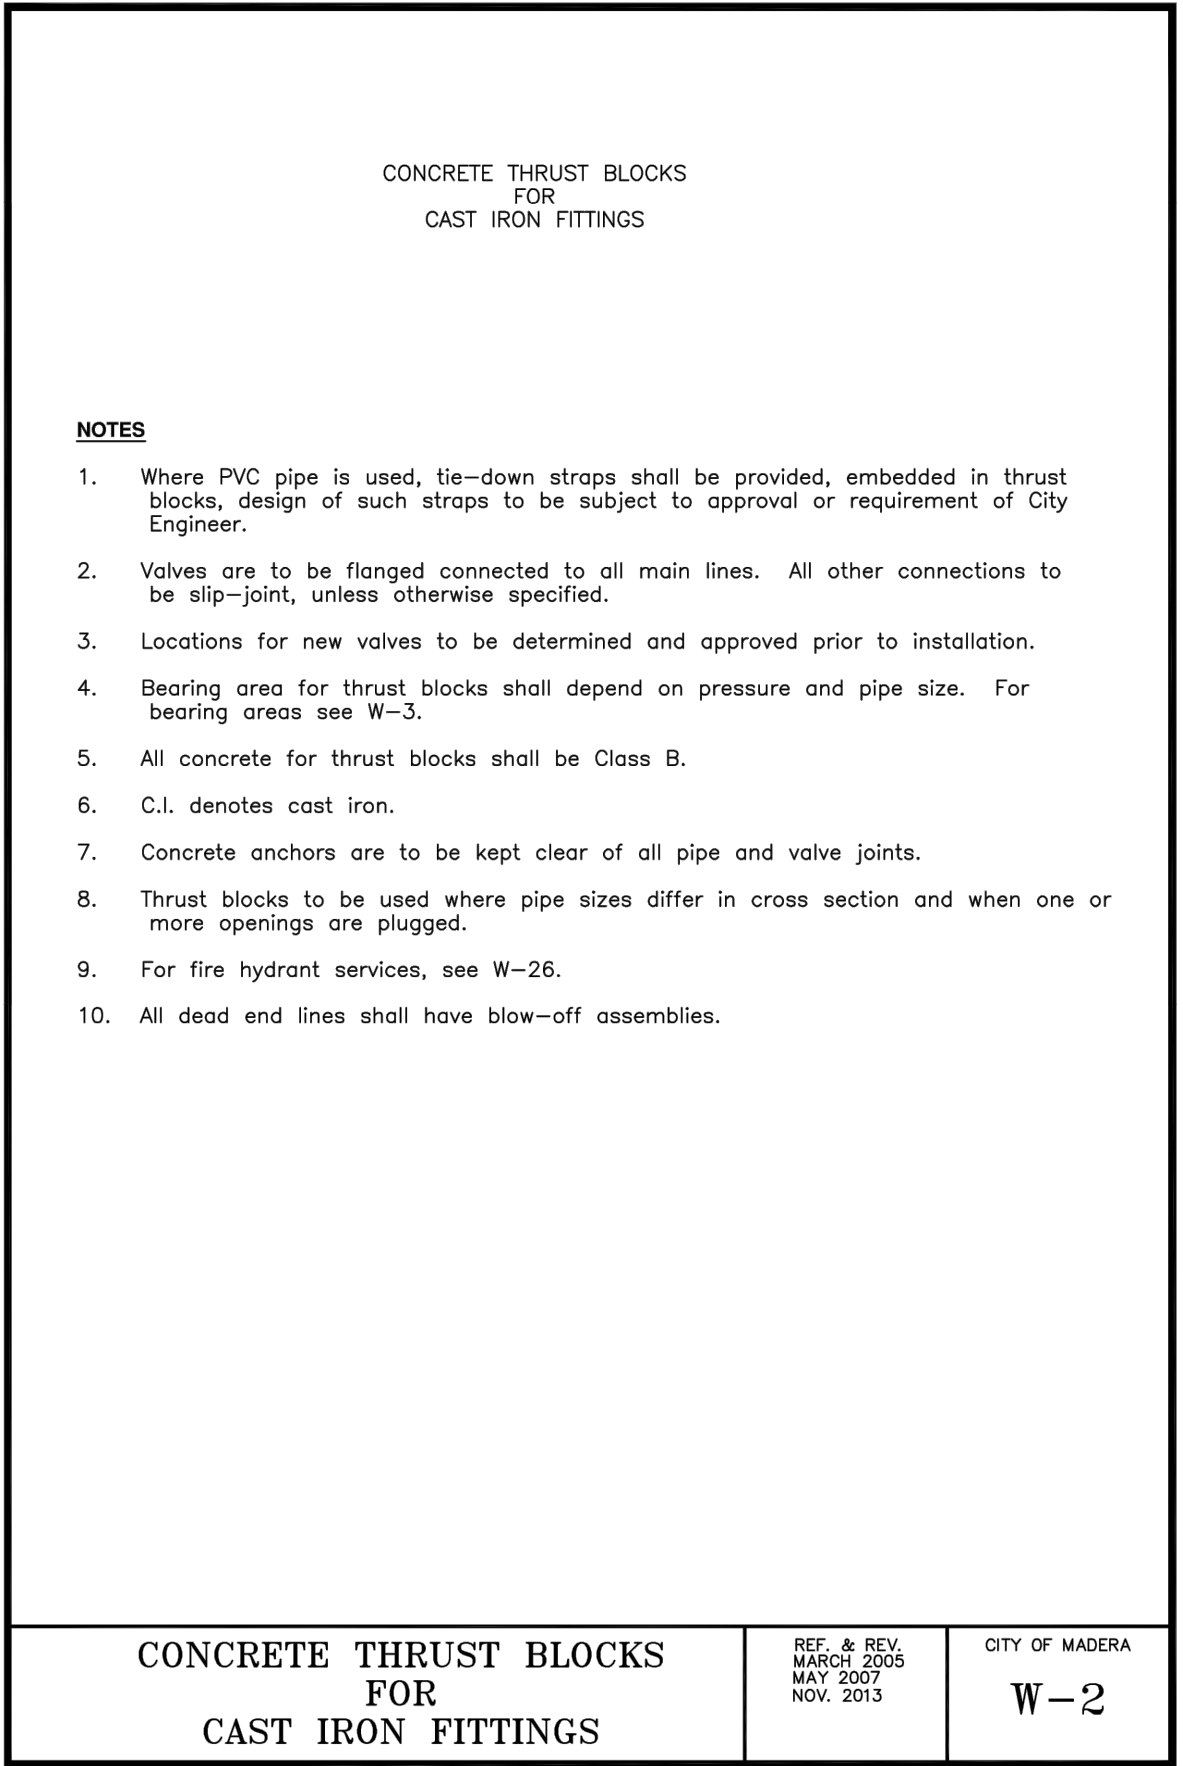 CONCRETE THRUST BLOCKS
FOR
CAST IRON FITTINGS
NOTES
1. Where PVC pipe is used, tie-down straps shall be provided, embedded in thrust
blocks, design of such straps to be subject to approval or requirement of City
Engineer.
2. Valves are to be flanged connected to all main lines. All other connections to
be slip-joint, unless otherwise specified.
3. Locations for new valves to be determined and approved prior to installation.
4. Bearing area for thrust blocks shall depend on pressure and pipe size. For
bearing areas see W-3.
5. All concrete for thrust blocks shall be Class B.
6. C.I. denotes cast iron.
7. Concrete anchors are to be kept clear of all pipe and valve joints.
8. Thrust blocks to be used where pipe sizes differ in cross section and when one or
more openings are plugged.
9. For fire hydrant services, see W-26.
10. All dead end lines shall have blow-off assemblies.
CONCRETE THRUST BLOCKS
FOR
CAST IRON FITTINGS
REF. & REV.
MARCH 2005
MAY 2007
NOV. 2013
CITY OF MADERA
W-2